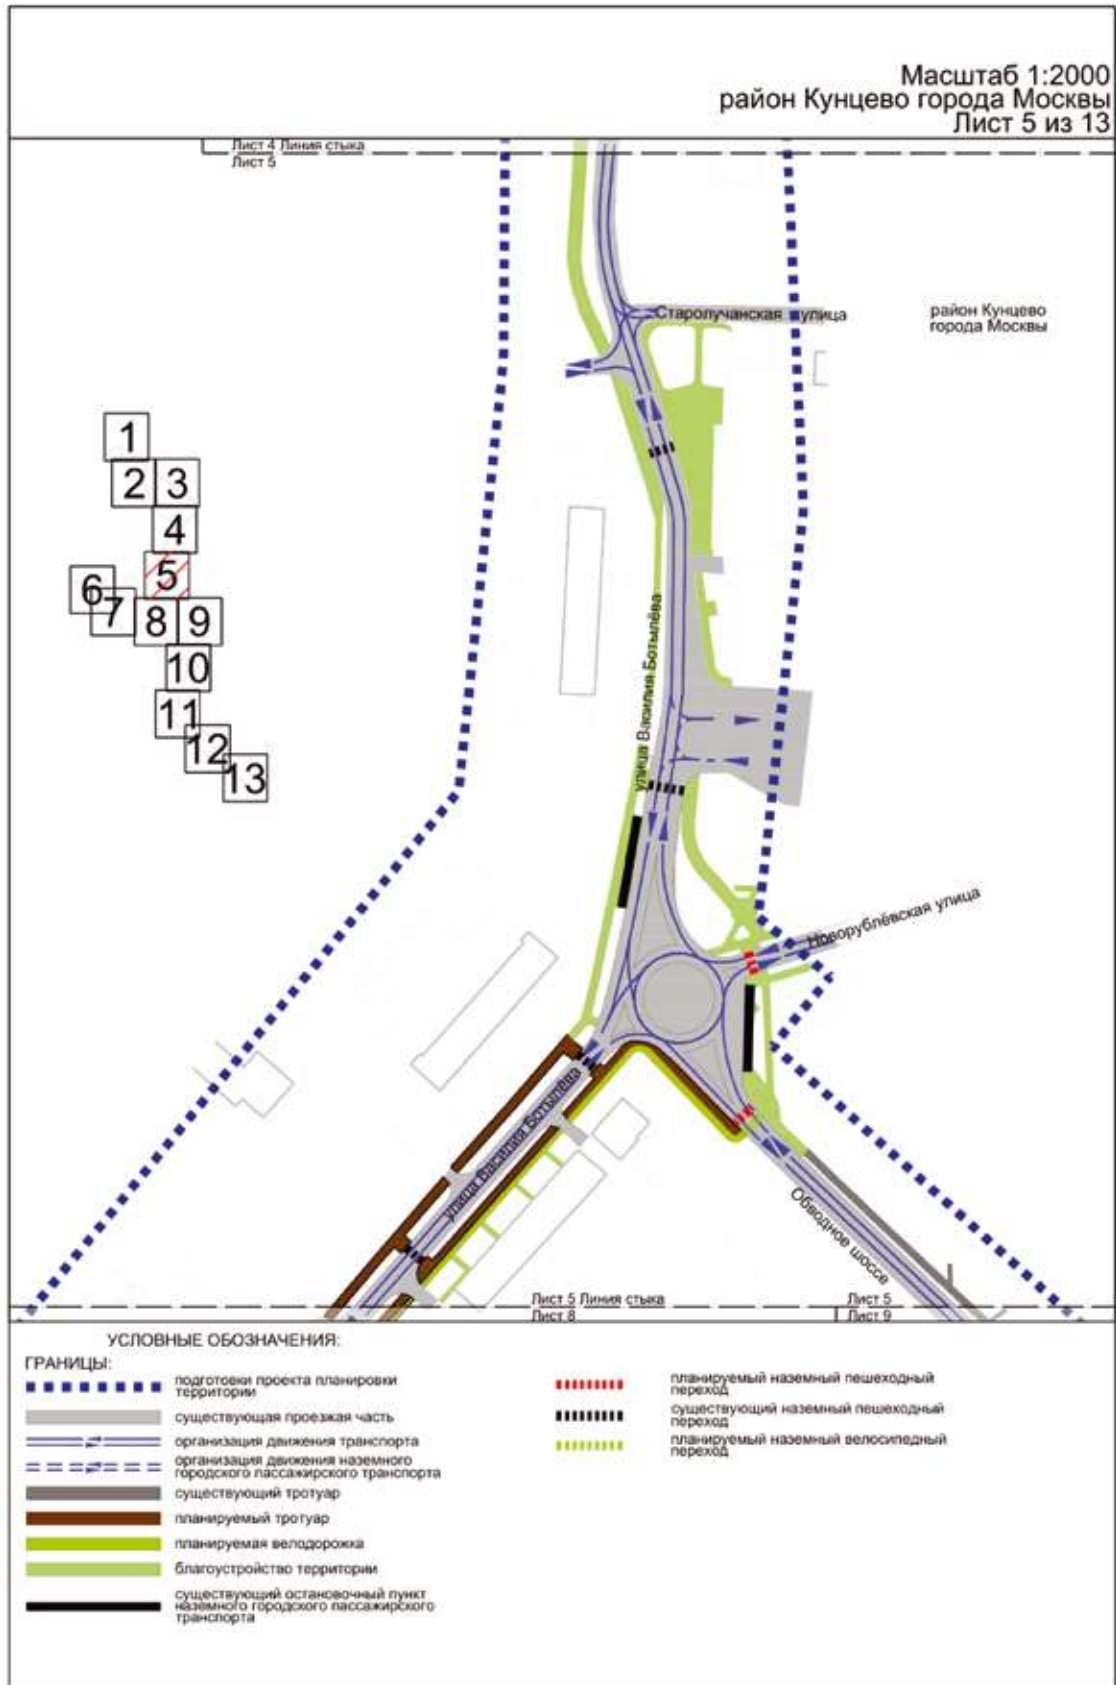 Масштаб 1:2000
район Кунцево города Москвы
Лист 5 из 13
Лист 4 Линия стыка
Лист 5
Старолучанская улица
район Кунцево
города Москвы
1
2 3
4
5
6
7 8 9
10
11
12
13
улица Василия Ботылёва
Новорублёвская улица
улица Василия Ботылёва
Обводное шоссе
Лист 5 Линия стыка
Лист 5
Лист 8
Лист 9
УСЛОВНЫЕ ОБОЗНАЧЕНИЯ:
ГРАНИЦЫ:
подготовки проекта планировки
территории
существующая проезжая часть
организация движения транспорта
организация движения наземного
городского пассажирского транспорта
существующий тротуар
планируемый тротуар
планируемая велодорожка
благоустройство территории
существующий остановочный пункт
наземного городского пассажирского
транспорта
планируемый наземный пешеходный
переход
существующий наземный пешеходный
переход
планируемый наземный велосипедный
переход